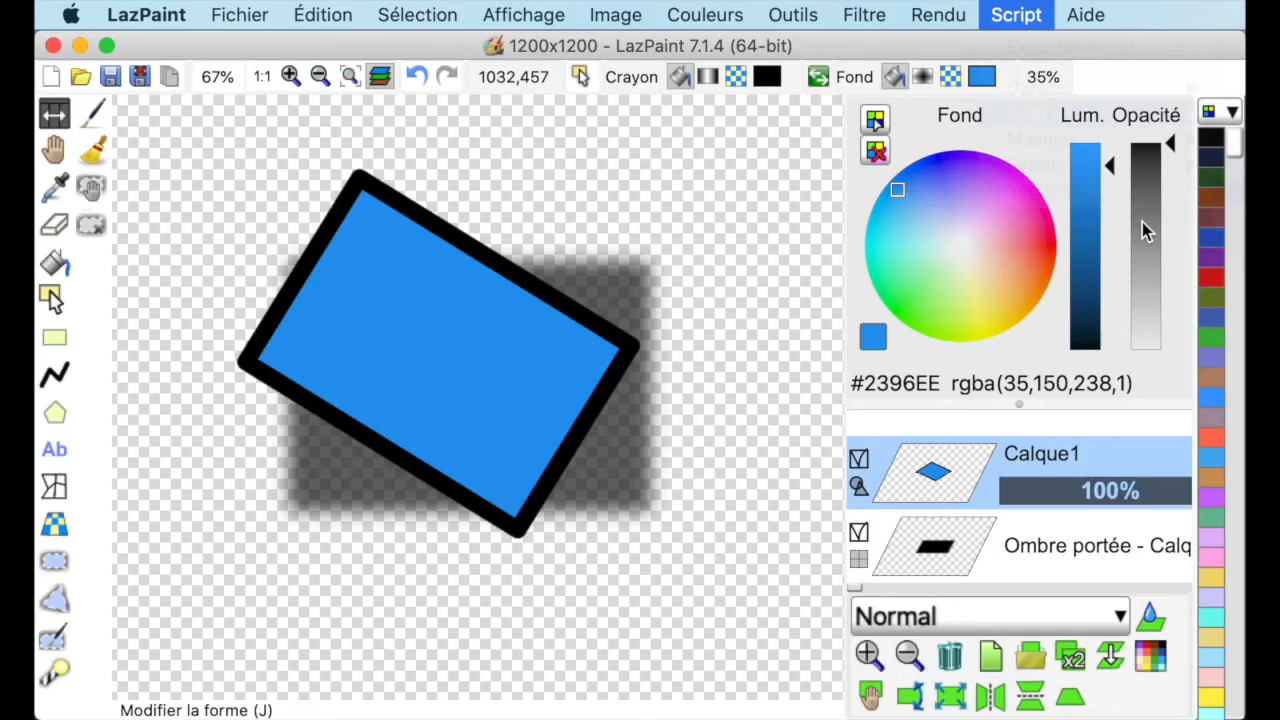 LazPaint Fichier Édition Sélection Affichage Image Couleurs Outils Filtre Rendu Script Aide
1200x1200 - LazPaint 7.1.4 (64-bit)
67% 1:1 1032,457 Crayon Fond 35%
Fond Lum. Opacité
#2396EE rgba(35,150,238,1)
Calque1
100%
Ombre portée - Calq
Normal
x2
Ab
Modifier la forme (J)